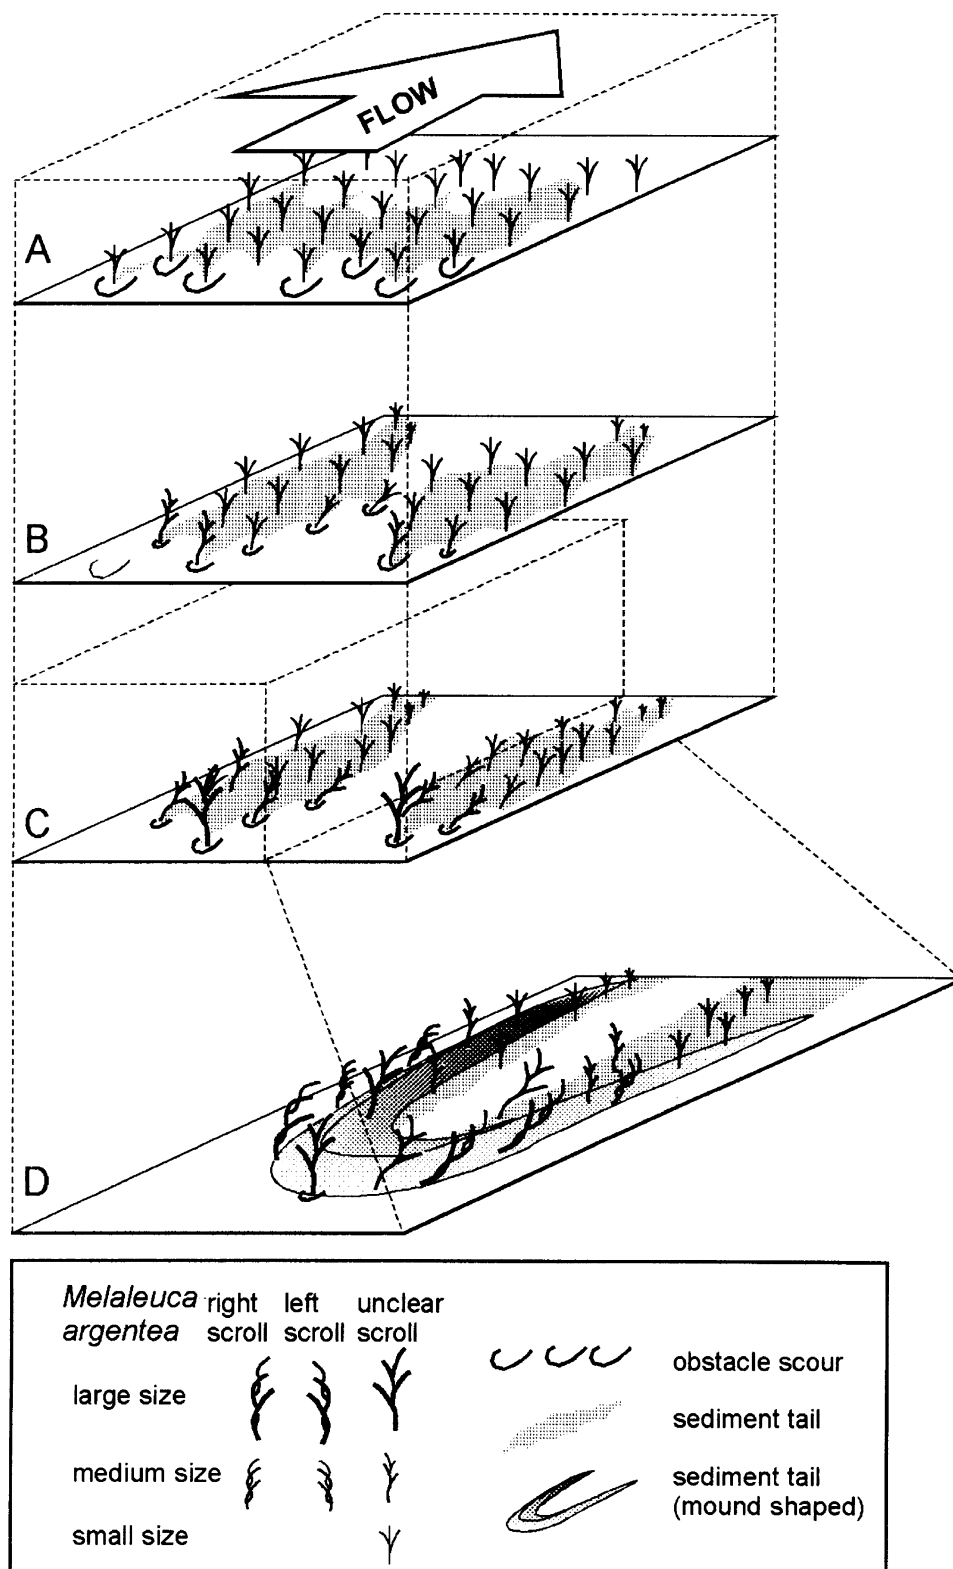 FLOW
A
B
C
D
Melaleuca argentea
right scroll
left scroll
unclear scroll
large size
medium size
small size
obstacle scour
sediment tail
sediment tail
(mound shaped)